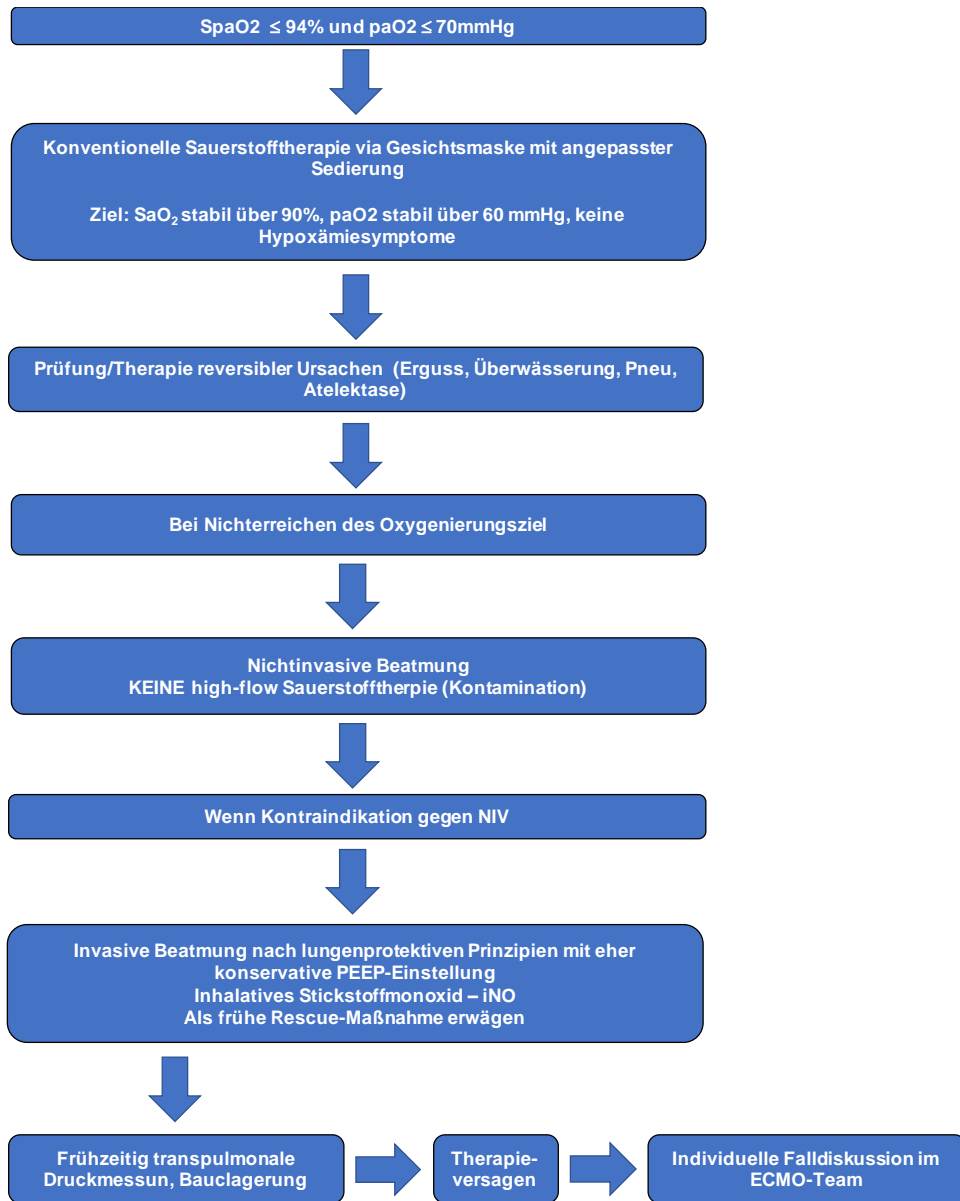 SpaO2 ≤ 94% und paO2 ≤ 70mmHg
Konventionelle Sauerstofftherapie via Gesichtsmaske mit angepasster
Sedierung
Ziel: SaO₂ stabil über 90%, paO2 stabil über 60 mmHg, keine
Hypoxämiesymptome
Prüfung/Therapie reversibler Ursachen (Erguss, Überwässerung, Pneu,
Atelektase)
Bei Nichterreichen des Oxygenierungsziel
Nichtinvasive Beatmung
KEINE high-flow Sauerstofftherpie (Kontamination)
Wenn Kontraindikation gegen NIV
Invasive Beatmung nach lungenprotektiven Prinzipien mit eher
konservative PEEP-Einstellung
Inhalatives Stickstoffmonoxid – iNO
Als frühe Rescue-Maßnahme erwägen
Frühzeitig transpulmonale
Druckmessun, Bauclagerung
Therapie-
versagen
Individuelle Falldiskussion im
ECMO-Team